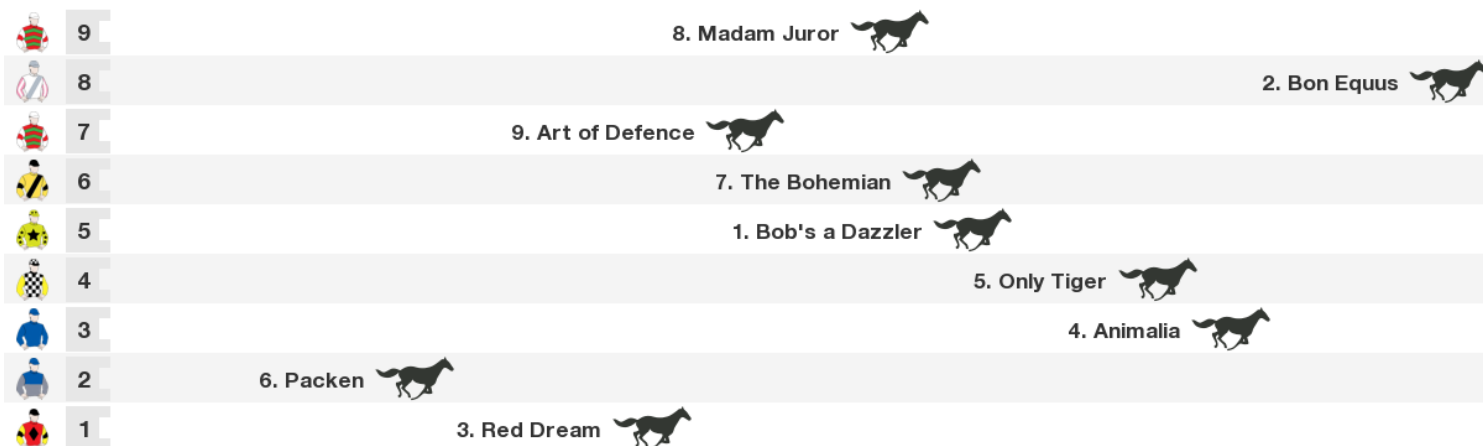 9 8. Madam Juror
8 2. Bon Equus
7 9. Art of Defence
6 7. The Bohemian
5 1. Bob's a Dazzler
4 5. Only Tiger
3 4. Animalia
2 6. Packen
1 3. Red Dream